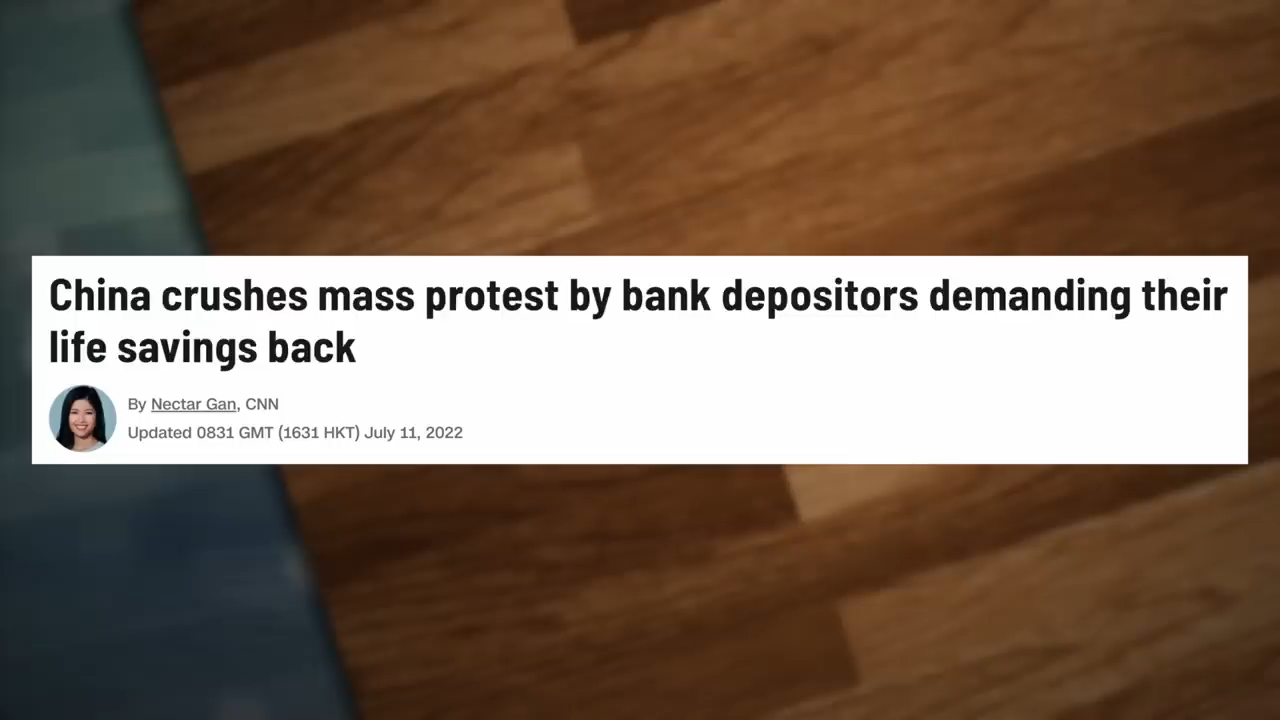 China crushes mass protest by bank depositors demanding their
life savings back
By Nectar Gan, CNN
Updated 0831 GMT (1631 HKT) July 11, 2022